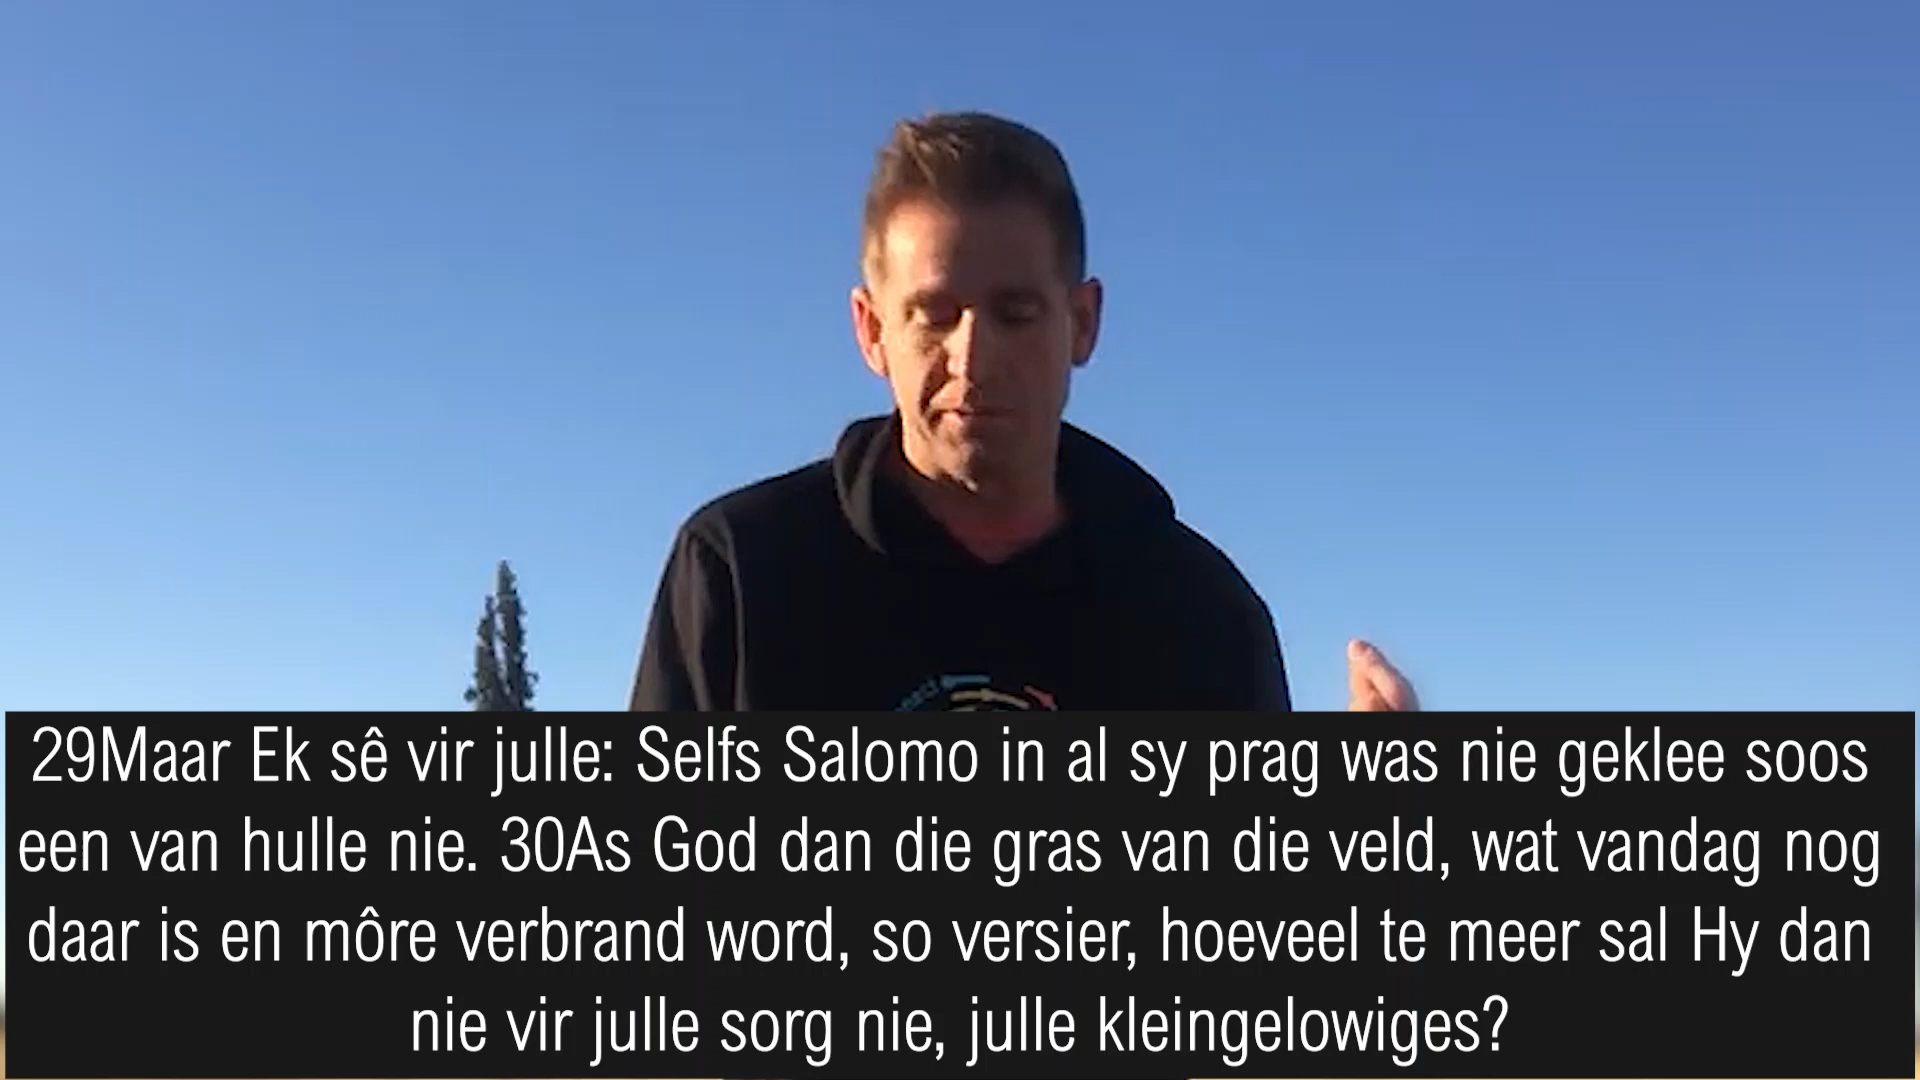 29Maar Ek sê vir julle: Selfs Salomo in al sy prag was nie geklee soos
een van hulle nie. 30As God dan die gras van die veld, wat vandag nog
daar is en môre verbrand word, so versier, hoeveel te meer sal Hy dan
nie vir julle sorg nie, julle kleingelowiges?